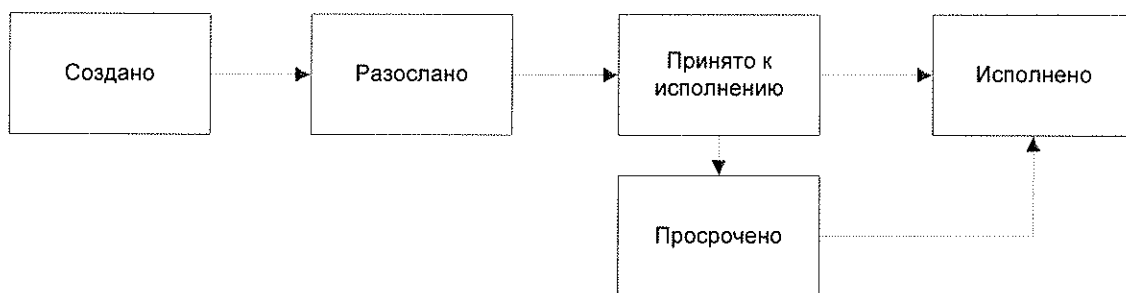 Создано
Разослано
Принято к
исполнению
Исполнено
Просрочено